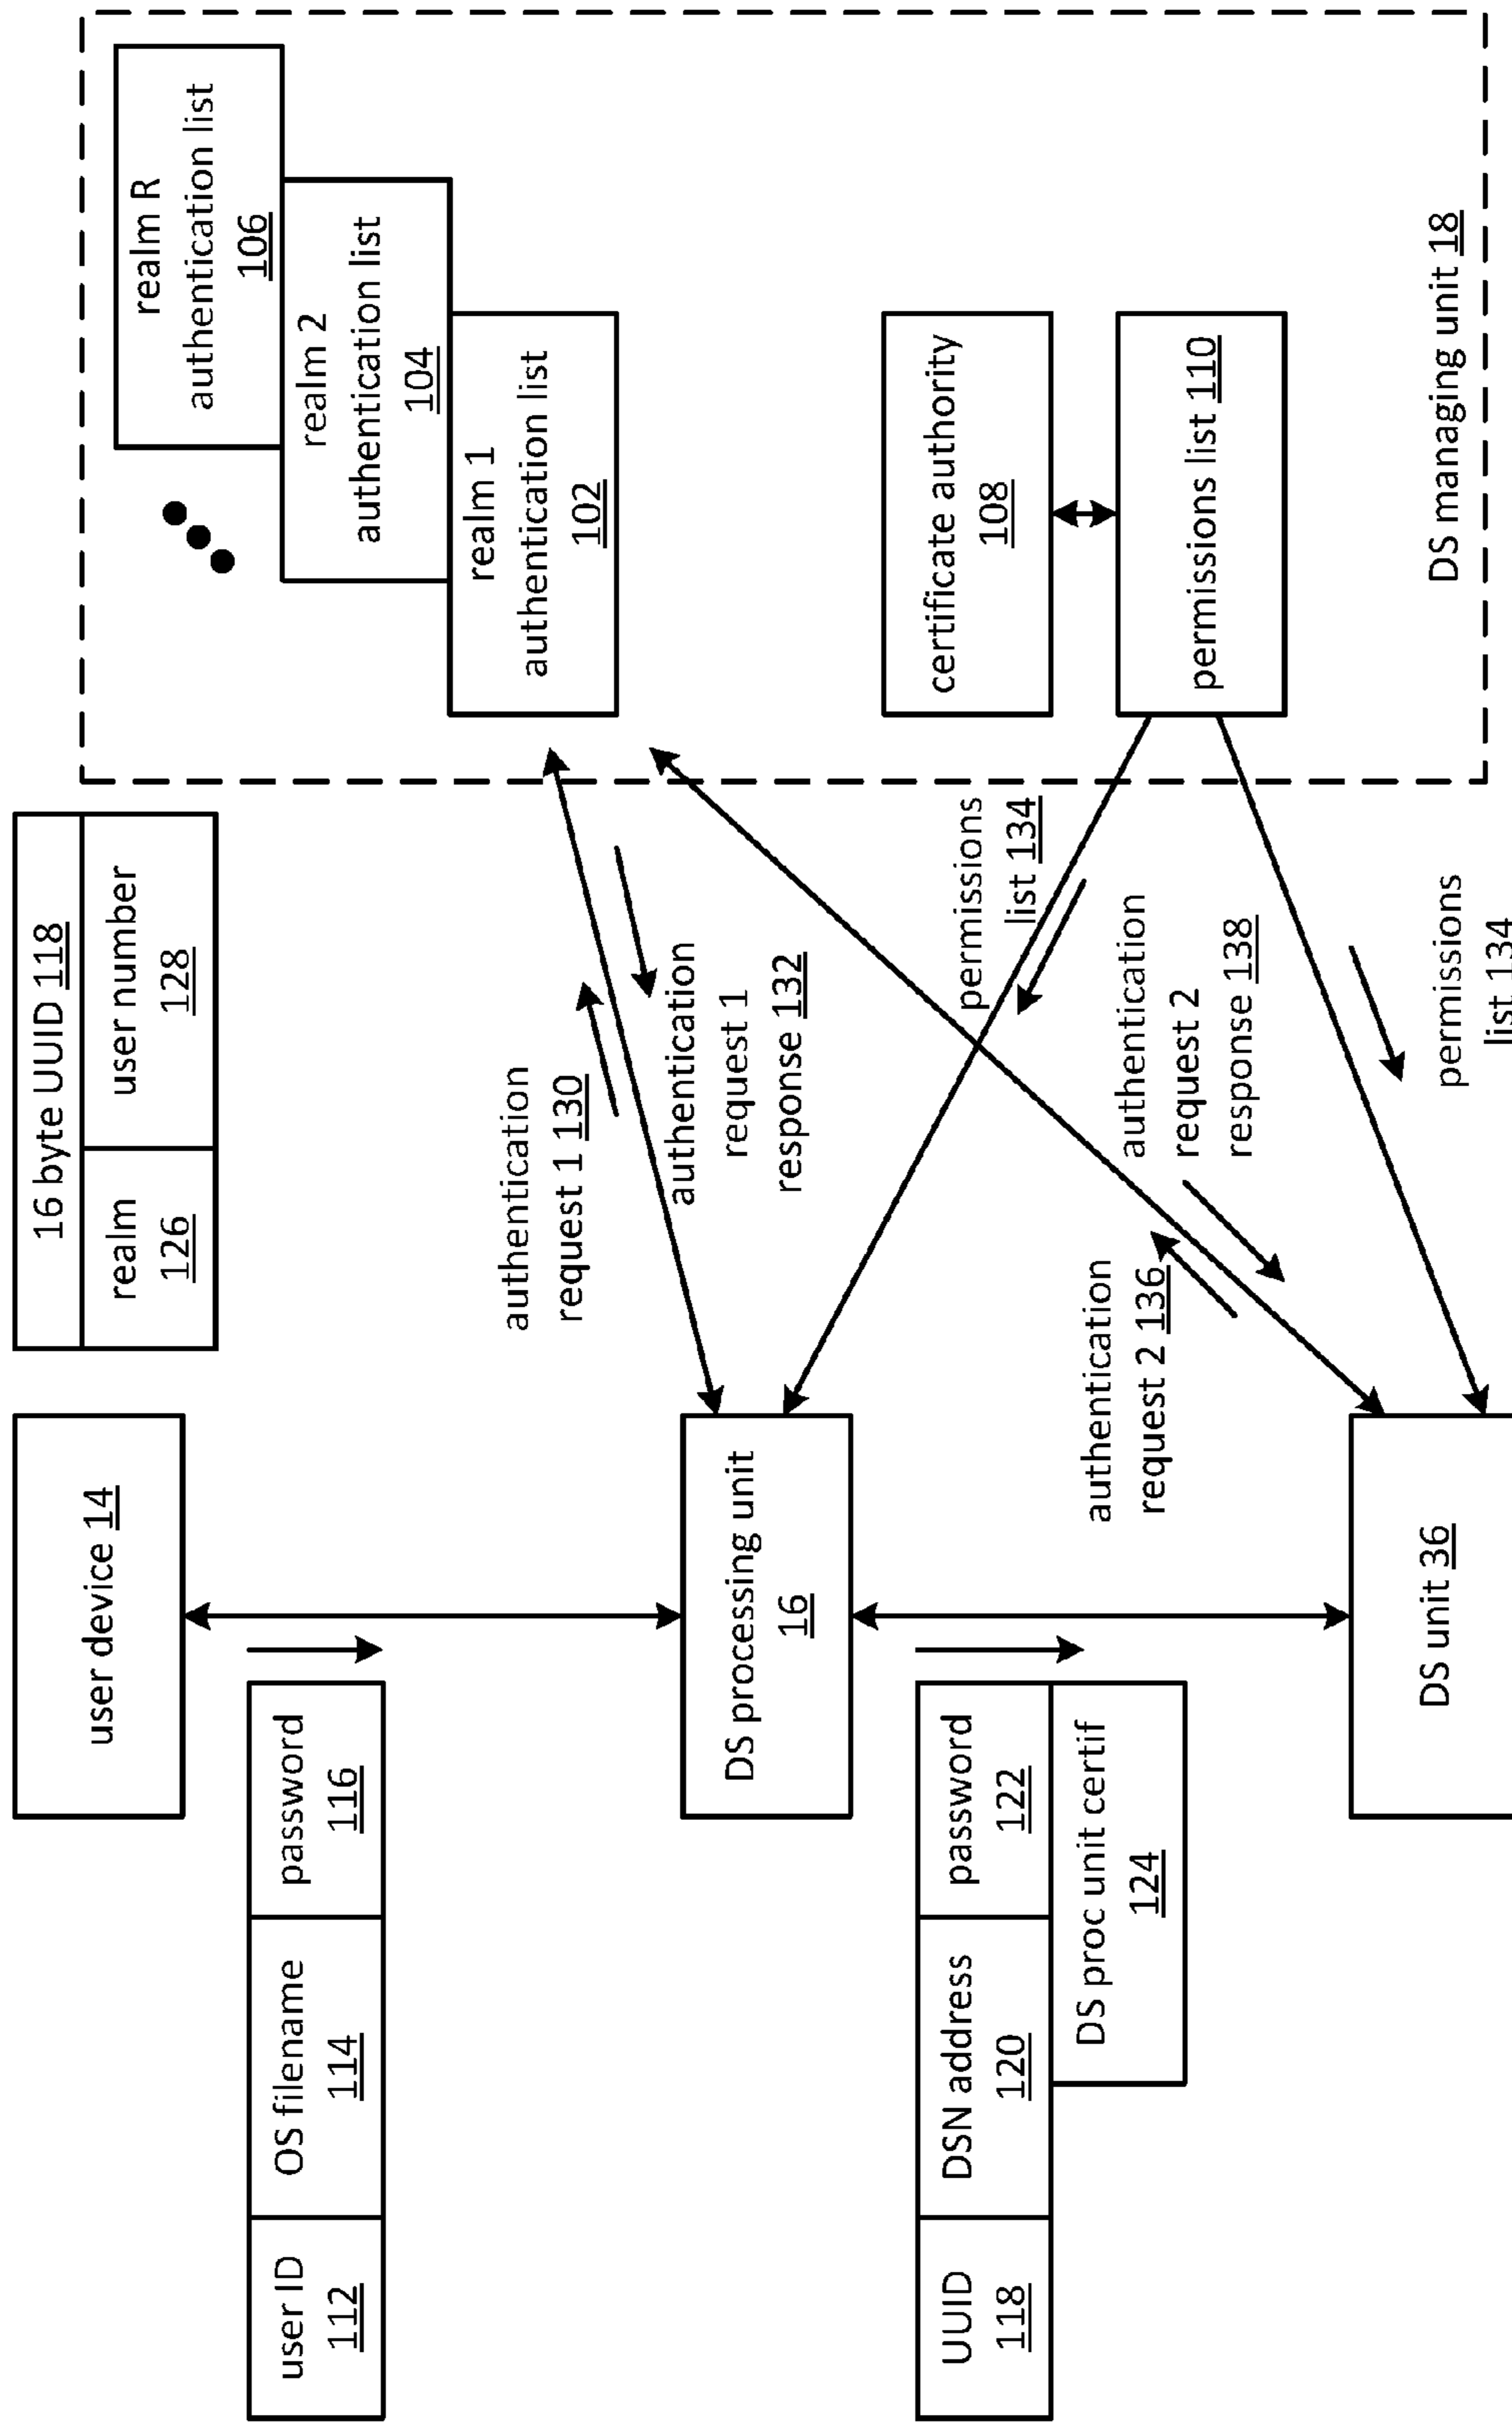 user device 14
user ID
112
OS filename
114
password
116
16 byte UUID 118
realm
126
user number
128
realm R
authentication list
106
realm 2
authentication list
104
realm 1
authentication list
102
authentication
request 1 130
authentication
request 1
response 132
DS processing unit
16
UUID
118
DSN address
120
password
122
DS proc unit certif
124
certificate authority
108
permissions list 110
permissions
list 134
authentication
request 2 136
authentication
request 2
response 138
DS unit 36
permissions
list 134
DS managing unit 18